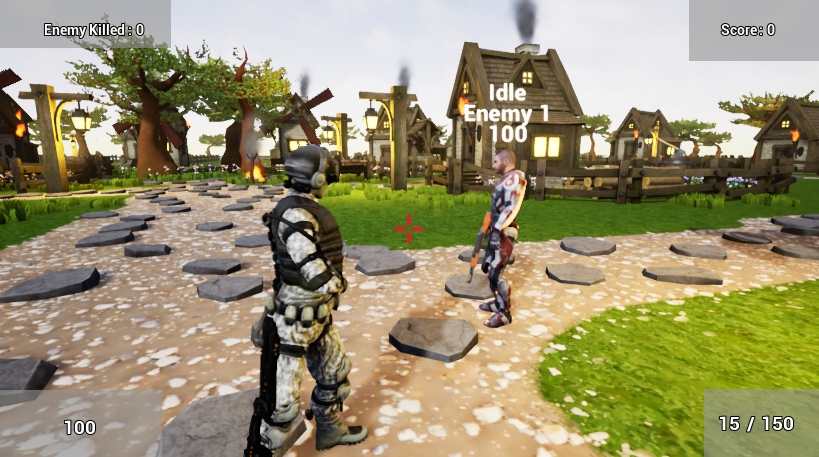 Enemy Killed : 0
Score : 0
Idle
Enemy 1
100
100
15 / 150